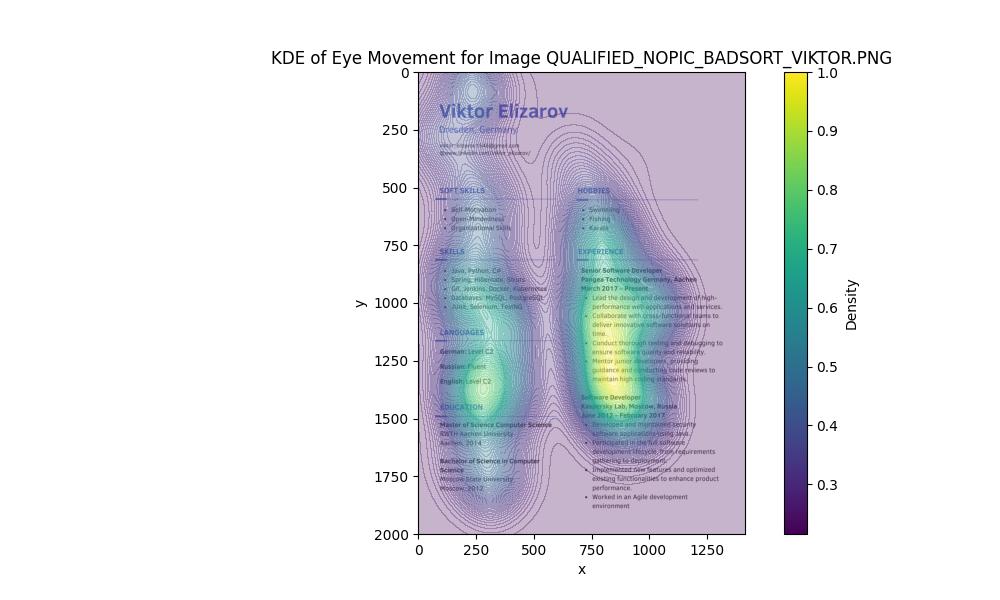 KDE of Eye Movement for Image QUALIFIED_NOPIC_BADSORT_VIKTOR.PNG
0
250
500
750
1000
1250
1500
1750
2000
y
0
250
500
750
1000
1250
x
1.0
0.9
0.8
0.7
0.6
0.5
0.4
0.3
Density
Viktor Elizarov
Dresden, Germany
SOFT SKILLS
Self-Motivation
Open-Mindedness
Organizational Skills
SKILLS
Java, Python, C#
Spring, Hibernate, Struts
Git, Jenkins, Docker, Kubernetes
Databases: MySQL, PostgreSQL
JUnit, Selenium, TestNG
LANGUAGES
German: Level C2
Russian: Fluent
English: Level C2
EDUCATION
Master of Science Computer Science
RWTH Aachen University
Aachen, 2014
Bachelor of Science in Computer
Science
Moscow State University
Moscow, 2012
HOBBIES
Swimming
Fishing
Karate
EXPERIENCE
Senior Software Developer
Pangea Technology Germany, Aachen
March 2017 – Present
Lead the design and development of high-
performance web applications and services.
Collaborate with cross-functional teams to
deliver innovative software solutions on
time.
Conduct thorough testing and debugging to
ensure software quality and reliability.
Mentor junior developers, providing
guidance and conducting code reviews to
maintain high coding standards.
Software Developer
Kaspersky Lab, Moscow, Russia
June 2012 – February 2017
Developed and maintained security
software applications using Java.
Participated in the full software
development lifecycle, from requirements
gathering to deployment.
Implemented new features and optimized
existing functionalities to enhance product
performance.
Worked in an Agile development
environment